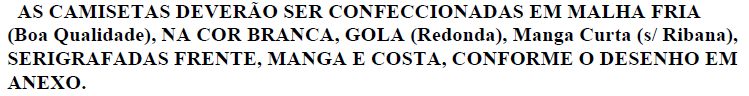 AS CAMISETAS DEVERÃO SER CONFECCIONADAS EM MALHA FRIA
(Boa Qualidade), NA COR BRANCA, GOLA (Redonda), Manga Curta (s/ Ribana),
SERIGRAFADAS FRENTE, MANGA E COSTA, CONFORME O DESENHO EM
ANEXO.